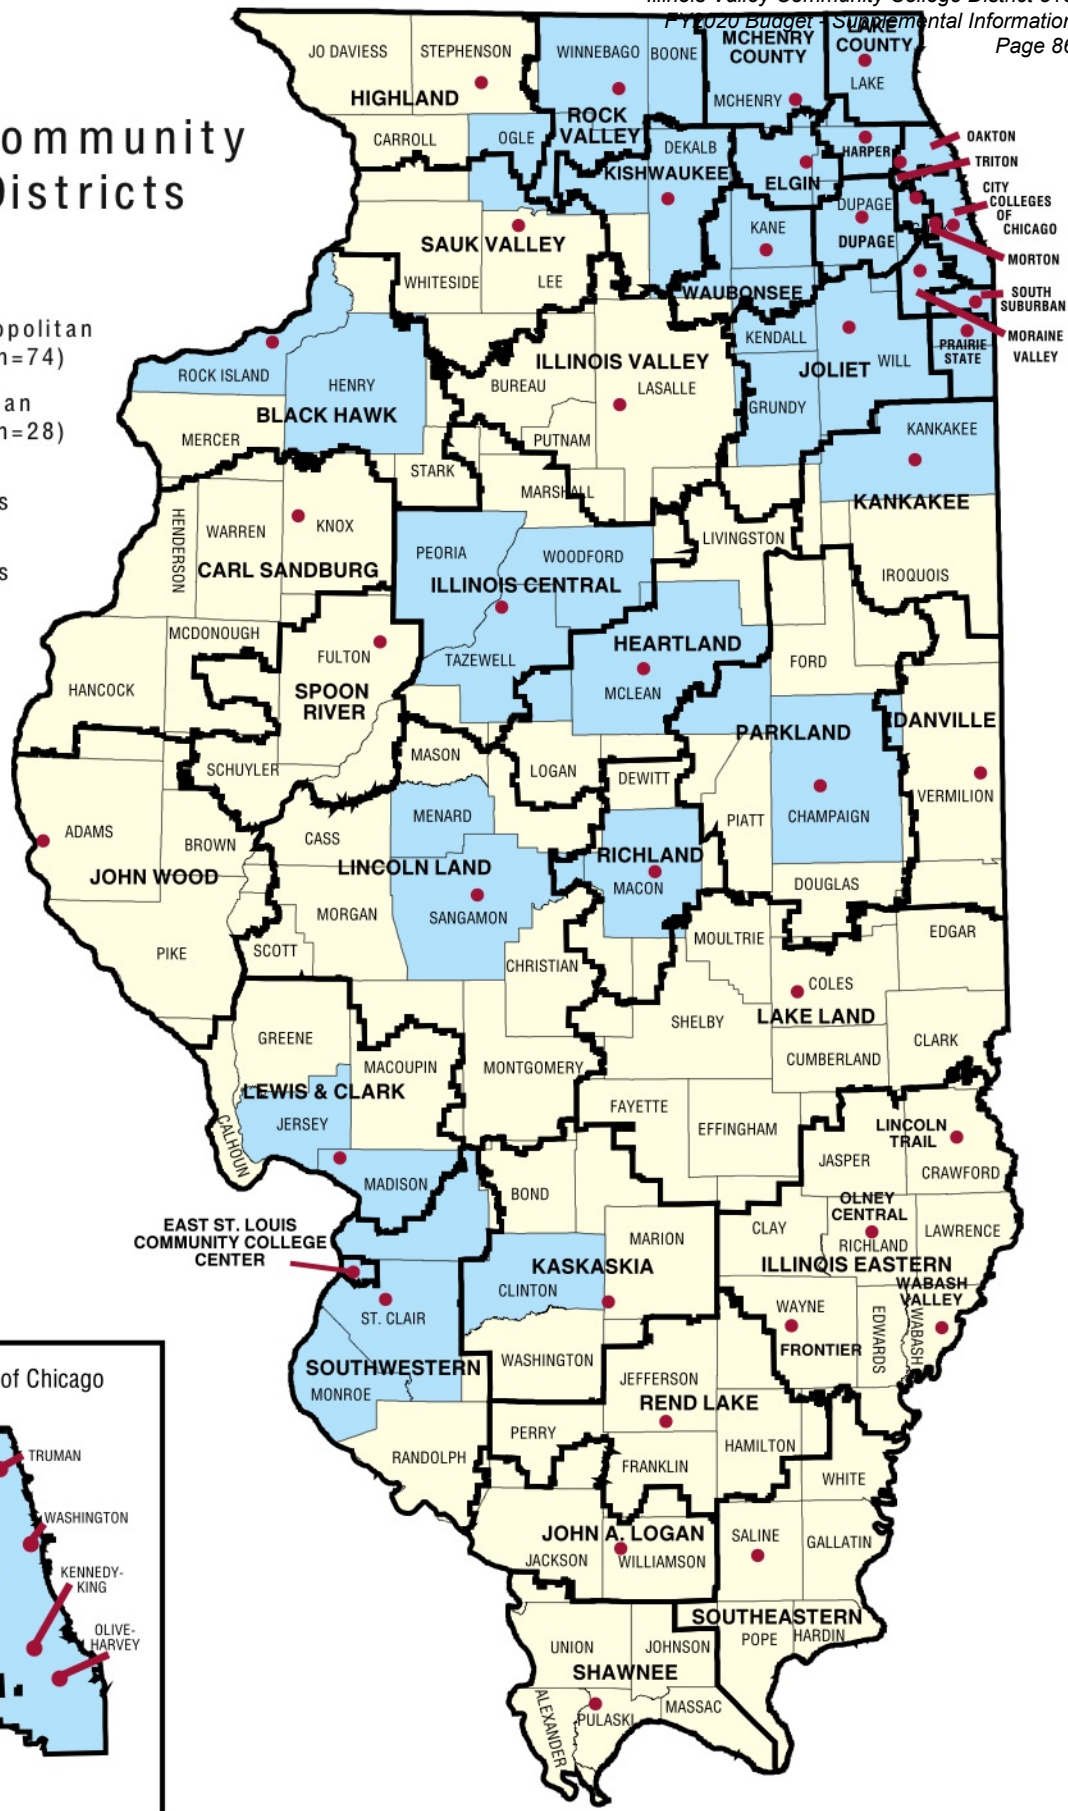 Illinois Valley Community College District 513
FY2020 Budget - Supplemental Information
Page 86
ommunity
Districts
politan
n=74)
an
n=28)
s
s
JO DAVIESS
STEPHENSON
WINNEBAGO
BOONE
MCHENRY
COUNTY
LAKE
COUNTY
LAKE
HIGHLAND
MCHENRY
ROCK
VALLEY
CARROLL
OGLE
DEKALB
KISHWAUKEE
ELGIN
HARPER
OAKTON
TRITON
CITY
COLLEGES
OF
CHICAGO
DUPAGE
DUPAGE
KANE
MORTON
SAUK VALLEY
WHITESIDE
LEE
WAUBONSEE
SOUTH
SUBURBAN
MORAINE
VALLEY
PRAIRIE
STATE
KENDALL
WILL
JOLIET
GRUNDY
ROCK ISLAND
HENRY
BLACK HAWK
MERCER
ILLINOIS VALLEY
BUREAU
LASALLE
PUTNAM
STARK
MARSHALL
KANKAKEE
KANKAKEE
HENDERSON
WARREN
KNOX
CARL SANDBURG
PEORIA
WOODFORD
ILLINOIS CENTRAL
TAZEWELL
LIVINGSTON
IROQUOIS
MCDONOUGH
FULTON
HANCOCK
SPOON
RIVER
HEARTLAND
MCLEAN
FORD
PARKLAND
DANVILLE
SCHUYLER
MASON
LOGAN
DEWITT
VERMILION
ADAMS
BROWN
JOHN WOOD
CASS
MENARD
LINCOLN LAND
SANGAMON
RICHLAND
MACON
PIATT
CHAMPAIGN
DOUGLAS
PIKE
MORGAN
SCOTT
CHRISTIAN
MOULTRIE
EDGAR
COLES
LAKE LAND
SHELBY
CLARK
CUMBERLAND
GREENE
MACOUPIN
MONTGOMERY
LEWIS & CLARK
JERSEY
CALHOUN
FAYETTE
EFFINGHAM
LINCOLN
TRAIL
JASPER
CRAWFORD
MADISON
BOND
OLNEY
CENTRAL
CLAY
RICHLAND
LAWRENCE
ILLINOIS EASTERN
WABASH
VALLEY
EAST ST. LOUIS
COMMUNITY COLLEGE
CENTER
MARION
KASKASKIA
CLINTON
ST. CLAIR
WAYNE
EDWARDS
WABASH
FRONTIER
SOUTHWESTERN
MONROE
WASHINGTON
JEFFERSON
REND LAKE
RANDOLPH
PERRY
FRANKLIN
HAMILTON
WHITE
JOHN A. LOGAN
JACKSON
WILLIAMSON
SALINE
GALLATIN
SOUTHEASTERN
POPE
HARDIN
UNION
JOHNSON
SHAWNEE
ALEXANDER
PULASKI
MASSAC
of Chicago
TRUMAN
WASHINGTON
KENNEDY-
KING
OLIVE-
HARVEY